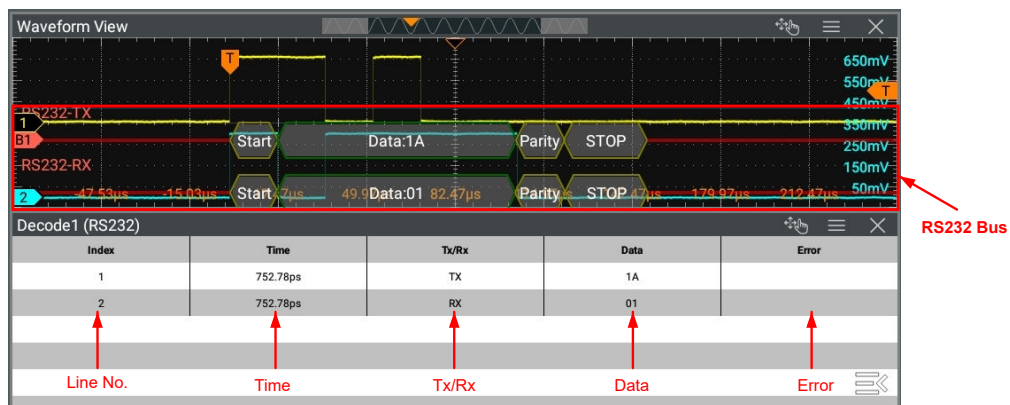 Waveform View
T
650mV
550mV
T
450mV
RS232-TX
1
350mV
B1
Start
Data:1A
Parity
STOP
250mV
RS232-RX
150mV
50mV
2
-47.53µs
-15.03µs
Start
49.9
Data:01
82.47µs
Parity
STOP
47µs
179.97µs
212.47µs
RS232 Bus
Decode1 (RS232)
Index Time Tx/Rx Data Error
1 752.78ps TX 1A
2 752.78ps RX 01
Line No. Time Tx/Rx Data Error